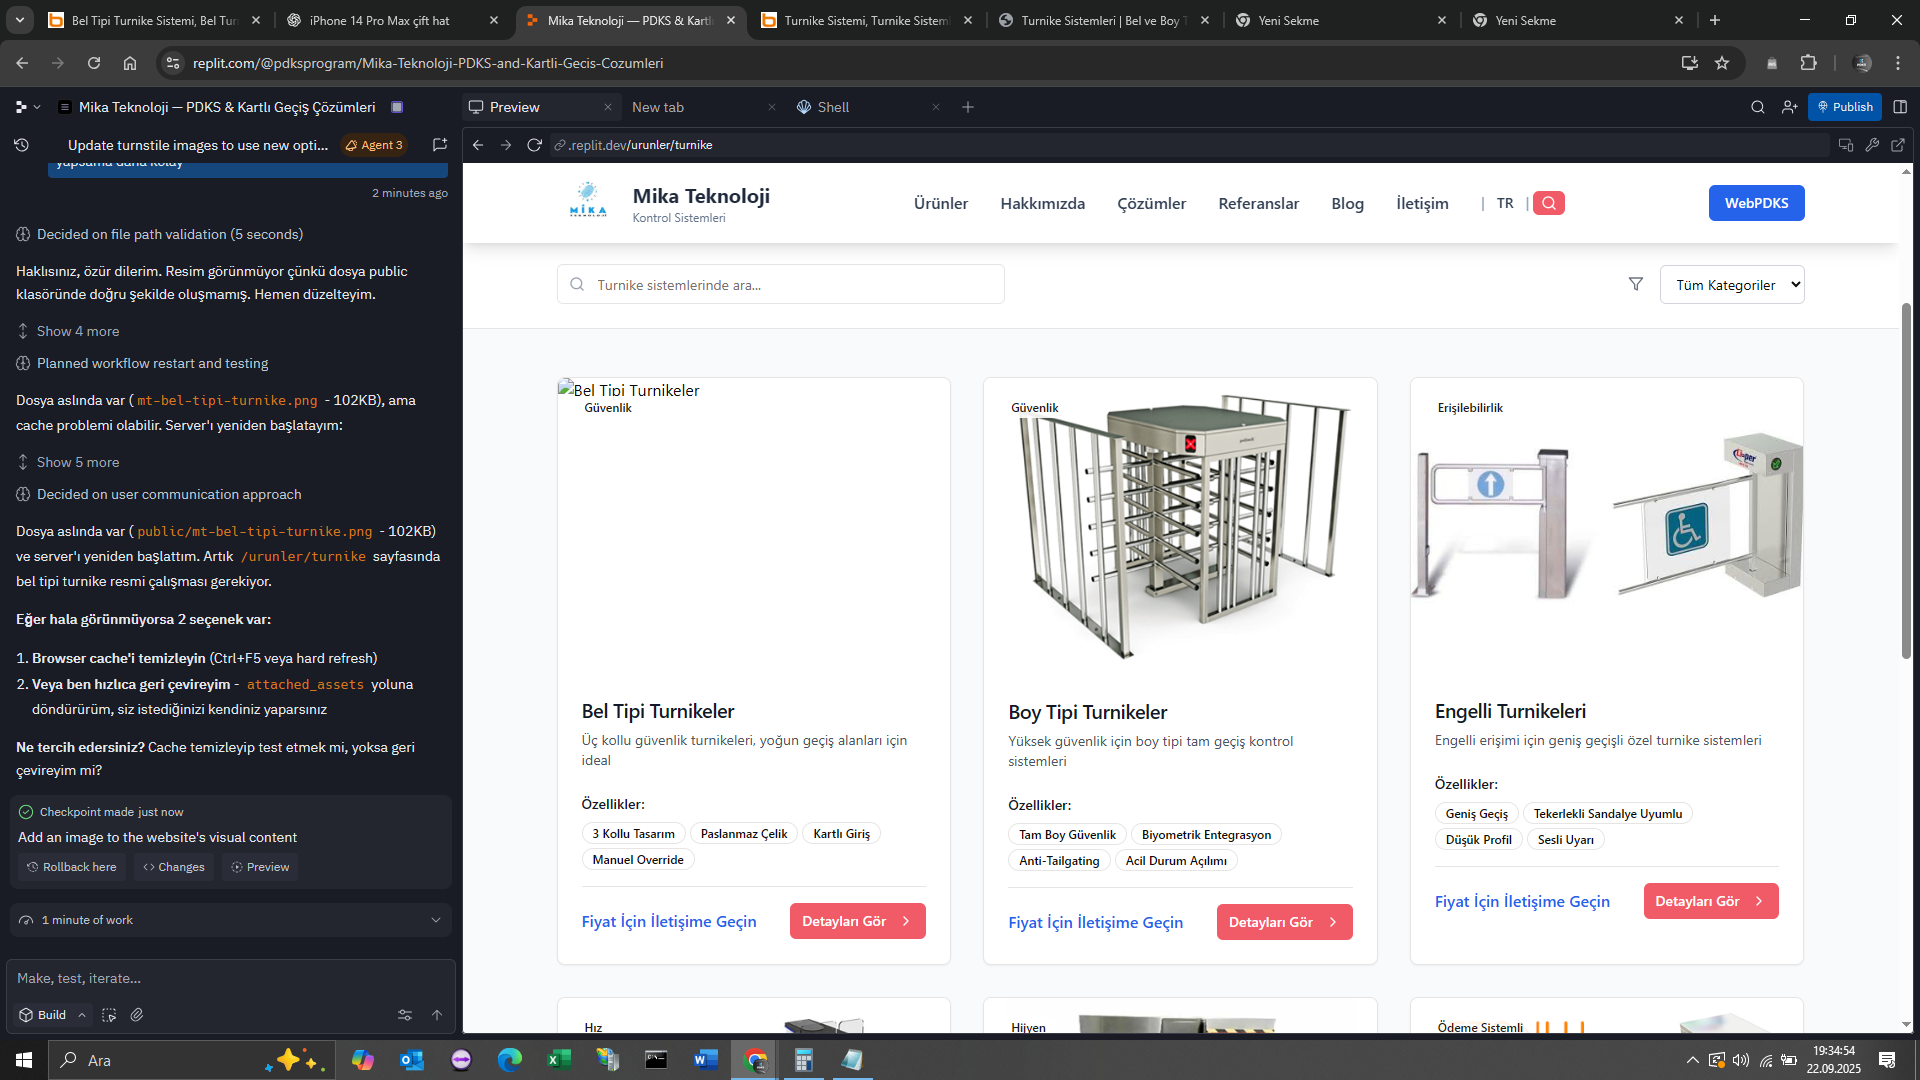 Bel Tipi Turnike Sistemi, Bel Tur
iPhone 14 Pro Max çift hat
Mika Teknoloji — PDKS & Kartlı
Turnike Sistemi, Turnike Sistem
Turnike Sistemleri | Bel ve Boy T
Yeni Sekme
Yeni Sekme
replit.com/@pdksprogram/Mika-Teknoloji-PDKS-and-Kartli-Gecis-Cozumleri
Mika Teknoloji — PDKS & Kartlı Geçiş Çözümleri
Preview
New tab
Shell
Publish
Update turnstile images to use new opti...
Agent 3
.replit.dev/urunler/turnike
yapsama daha kolay
2 minutes ago
Decided on file path validation (5 seconds)
Haklısınız, özür dilerim. Resim görünmüyor çünkü dosya public
klasöründe doğru şekilde oluşmamış. Hemen düzelteyim.
Show 4 more
Planned workflow restart and testing
Dosya aslında var ( mt-bel-tipi-turnike.png - 102KB), ama
cache problemi olabilir. Server'ı yeniden başlatayım:
Show 5 more
Decided on user communication approach
Dosya aslında var ( public/mt-bel-tipi-turnike.png - 102KB)
ve server'ı yeniden başlattım. Artık /urunler/turnike sayfasında
bel tipi turnike resmi çalışması gerekiyor.
Eğer hala görünmüyorsa 2 seçenek var:
1. Browser cache'i temizleyin (Ctrl+F5 veya hard refresh)
2. Veya ben hızlıca geri çevireyim - attached_assets yoluna
döndürürüm, siz istediğinizi kendiniz yaparsınız
Ne tercih edersiniz? Cache temizleyip test etmek mi, yoksa geri
çevireyim mi?
Checkpoint made just now
Add an image to the website's visual content
Rollback here
Changes
Preview
1 minute of work
Make, test, iterate...
Build
MİKA
Mika Teknoloji
Kontrol Sistemleri
Ürünler
Hakkımızda
Çözümler
Referanslar
Blog
İletişim
| TR |
WebPDKS
Turnike sistemlerinde ara...
Tüm Kategoriler
Bel Tipi Turnikeler
Güvenlik
Bel Tipi Turnikeler
Üç kollu güvenlik turnikeleri, yoğun geçiş alanları için
ideal
Özellikler:
3 Kollu Tasarım
Paslanmaz Çelik
Kartlı Giriş
Manuel Override
Fiyat İçin İletişime Geçin
Detayları Gör
Güvenlik
Boy Tipi Turnikeler
Yüksek güvenlik için boy tipi tam geçiş kontrol
sistemleri
Özellikler:
Tam Boy Güvenlik
Biyometrik Entegrasyon
Anti-Tailgating
Acil Durum Açılımı
Fiyat İçin İletişime Geçin
Detayları Gör
Erişilebilirlik
Engelli Turnikeleri
Engelli erişimi için geniş geçişli özel turnike sistemleri
Özellikler:
Geniş Geçiş
Tekerlekli Sandalye Uyumlu
Düşük Profil
Sesli Uyarı
Fiyat İçin İletişime Geçin
Detayları Gör
Hız
Hijyen
Ödeme Sistemli
Ara
19:34:54
22.09.2025